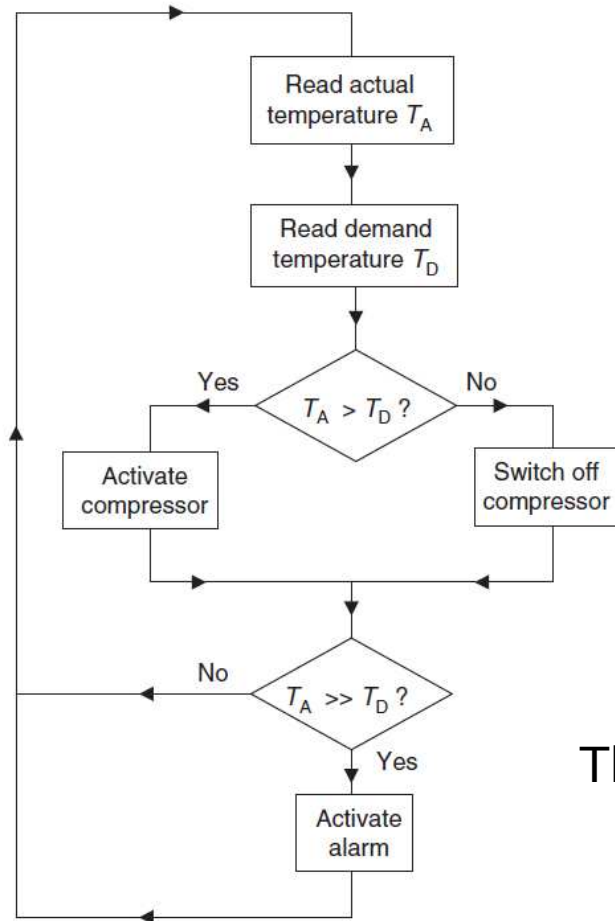 Read actual
temperature TA
Read demand
temperature TD
Yes
No
TA > TD ?
Activate
compressor
Switch off
compressor
No
TA >> TD ?
Yes
Activate
alarm